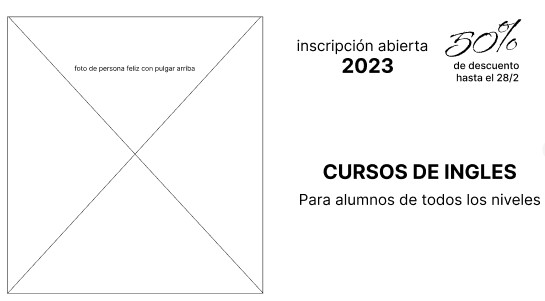 foto de persona feliz con pulgar arriba
inscripción abierta
2023
50%
de descuento
hasta el 28/2
CURSOS DE INGLES
Para alumnos de todos los niveles